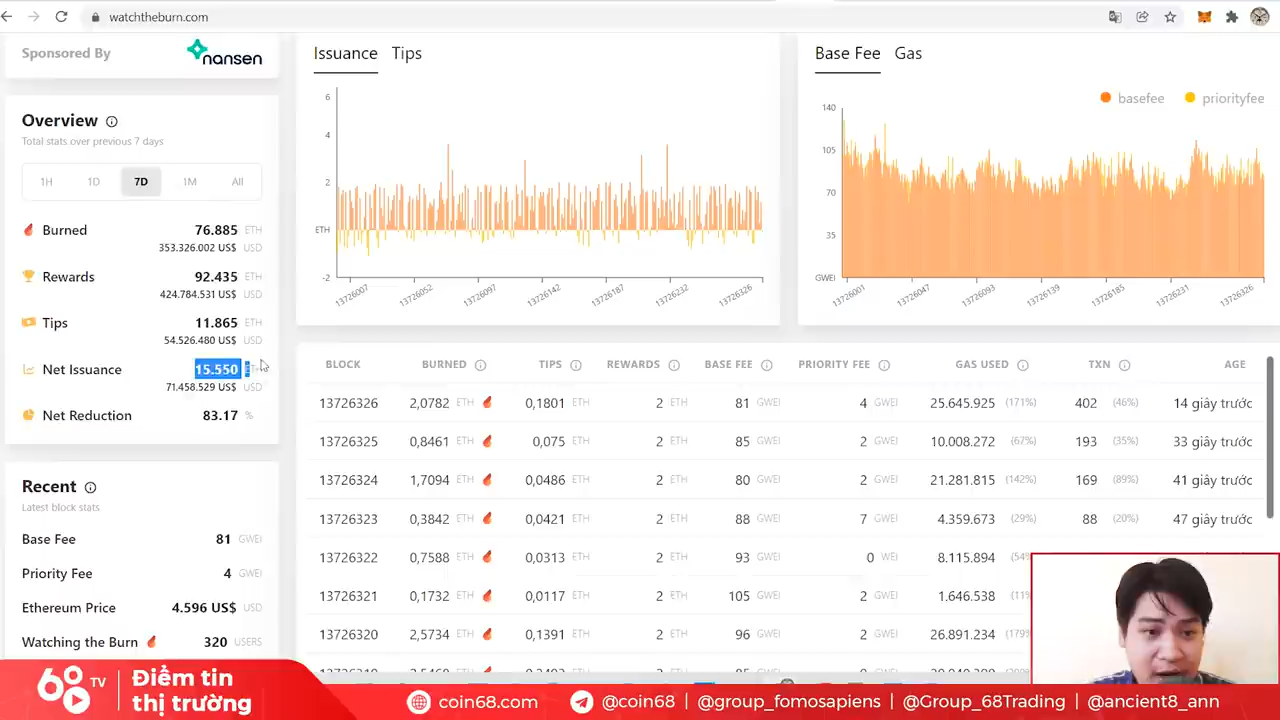 watchtheburn.com
Sponsored By
nansen
Overview
Total stats over previous 7 days
1H 1D 7D 1M All
Burned 76.885 ETH
353.326.002 US$ USD
Rewards 92.435 ETH
424.784.531 US$ USD
Tips 11.865 ETH
54.526.480 US$ USD
Net Issuance 15.550
71.458.529 US$ USD
Net Reduction 83.17 %
Recent
Latest block stats
Base Fee 81 GWEI
Priority Fee 4 GWEI
Ethereum Price 4.596 US$ USD
Watching the Burn 320 USERS
Issuance Tips
6
4
2
ETH
-2
13726007 13726052 13726097 13726142 13726187 13726232 13726326
Base Fee Gas
basefee priorityfee
140
105
70
35
GWEI
13726001 13726047 13726093 13726139 13726185 13726231 13726326
BLOCK BURNED TIPS REWARDS BASE FEE PRIORITY FEE GAS USED TXN AGE
13726326 2,0782 ETH 0,1801 ETH 2 ETH 81 GWEI 4 GWEI 25.645.925 (171%) 402 (46%) 14 giây trước
13726325 0,8461 ETH 0,075 ETH 2 ETH 85 GWEI 2 GWEI 10.008.272 (67%) 193 (35%) 33 giây trước
13726324 1,7094 ETH 0,0486 ETH 2 ETH 80 GWEI 2 GWEI 21.281.815 (142%) 169 (89%) 41 giây trước
13726323 0,3842 ETH 0,0421 ETH 2 ETH 88 GWEI 7 GWEI 4.359.673 (29%) 88 (20%) 47 giây trước
13726322 0,7588 ETH 0,0313 ETH 2 ETH 93 GWEI 0 WEI 8.115.894 (54%
13726321 0,1732 ETH 0,0117 ETH 2 ETH 105 GWEI 2 GWEI 1.646.538 (11%
13726320 2,5734 ETH 0,1391 ETH 2 ETH 96 GWEI 2 GWEI 26.891.234 (179%
68 TV
Điểm tin
thị trường
coin68.com @coin68 | @group_fomosapiens | @Group_68Trading | @ancient8_ann